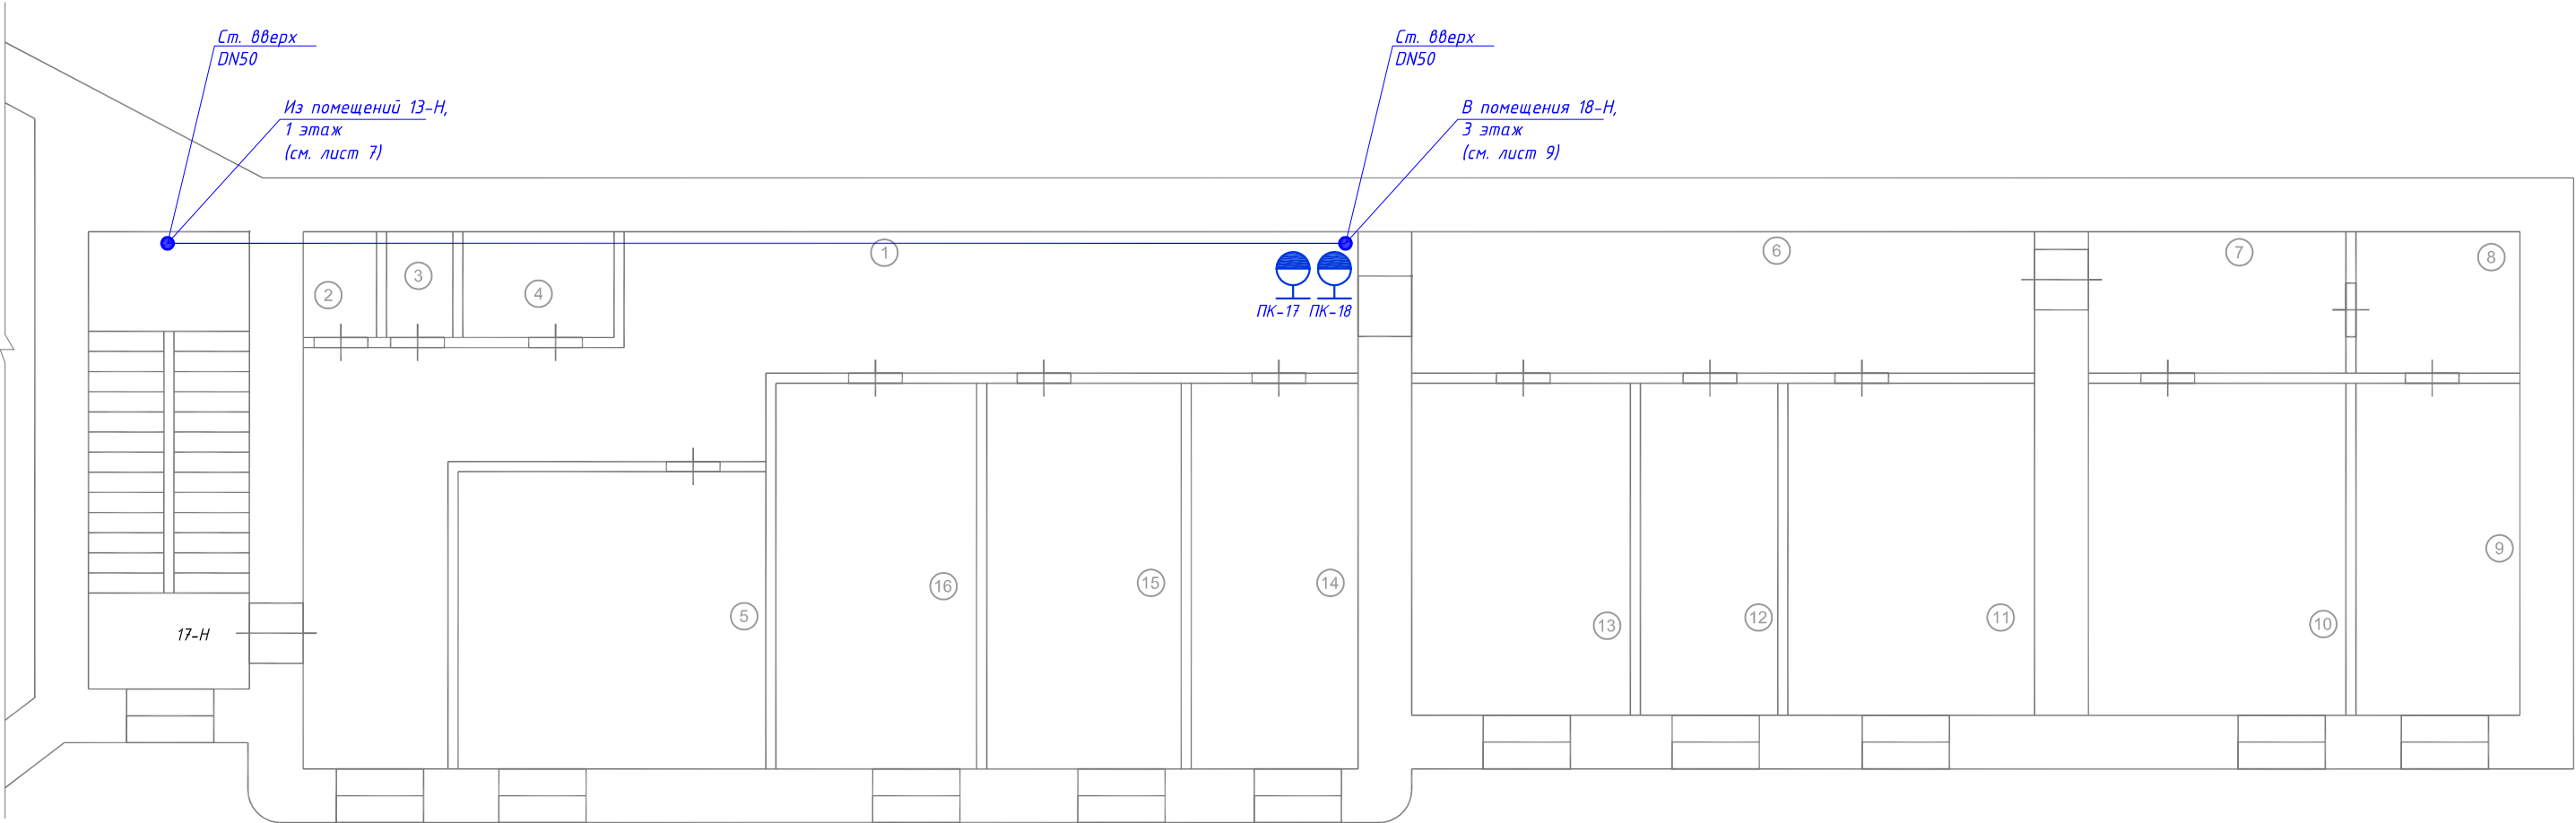 Ст. вверх
DN50
Ст. вверх
DN50
Из помещений 13-Н,
1 этаж
(см. лист 7)
В помещения 18-Н,
3 этаж
(см. лист 9)
1
6
7
8
2
3
4
ПК-17 ПК-18
9
16
15
14
5
13
12
11
10
17-Н